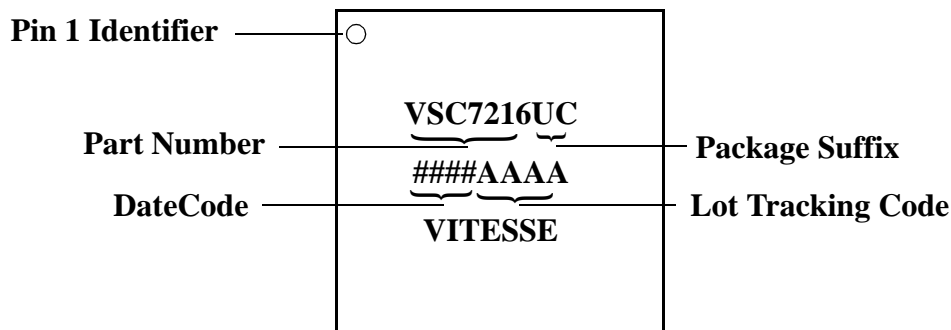 Pin 1 Identifier
VSC7216UC
Part Number
Package Suffix
####AAAA
DateCode
Lot Tracking Code
VITESSE